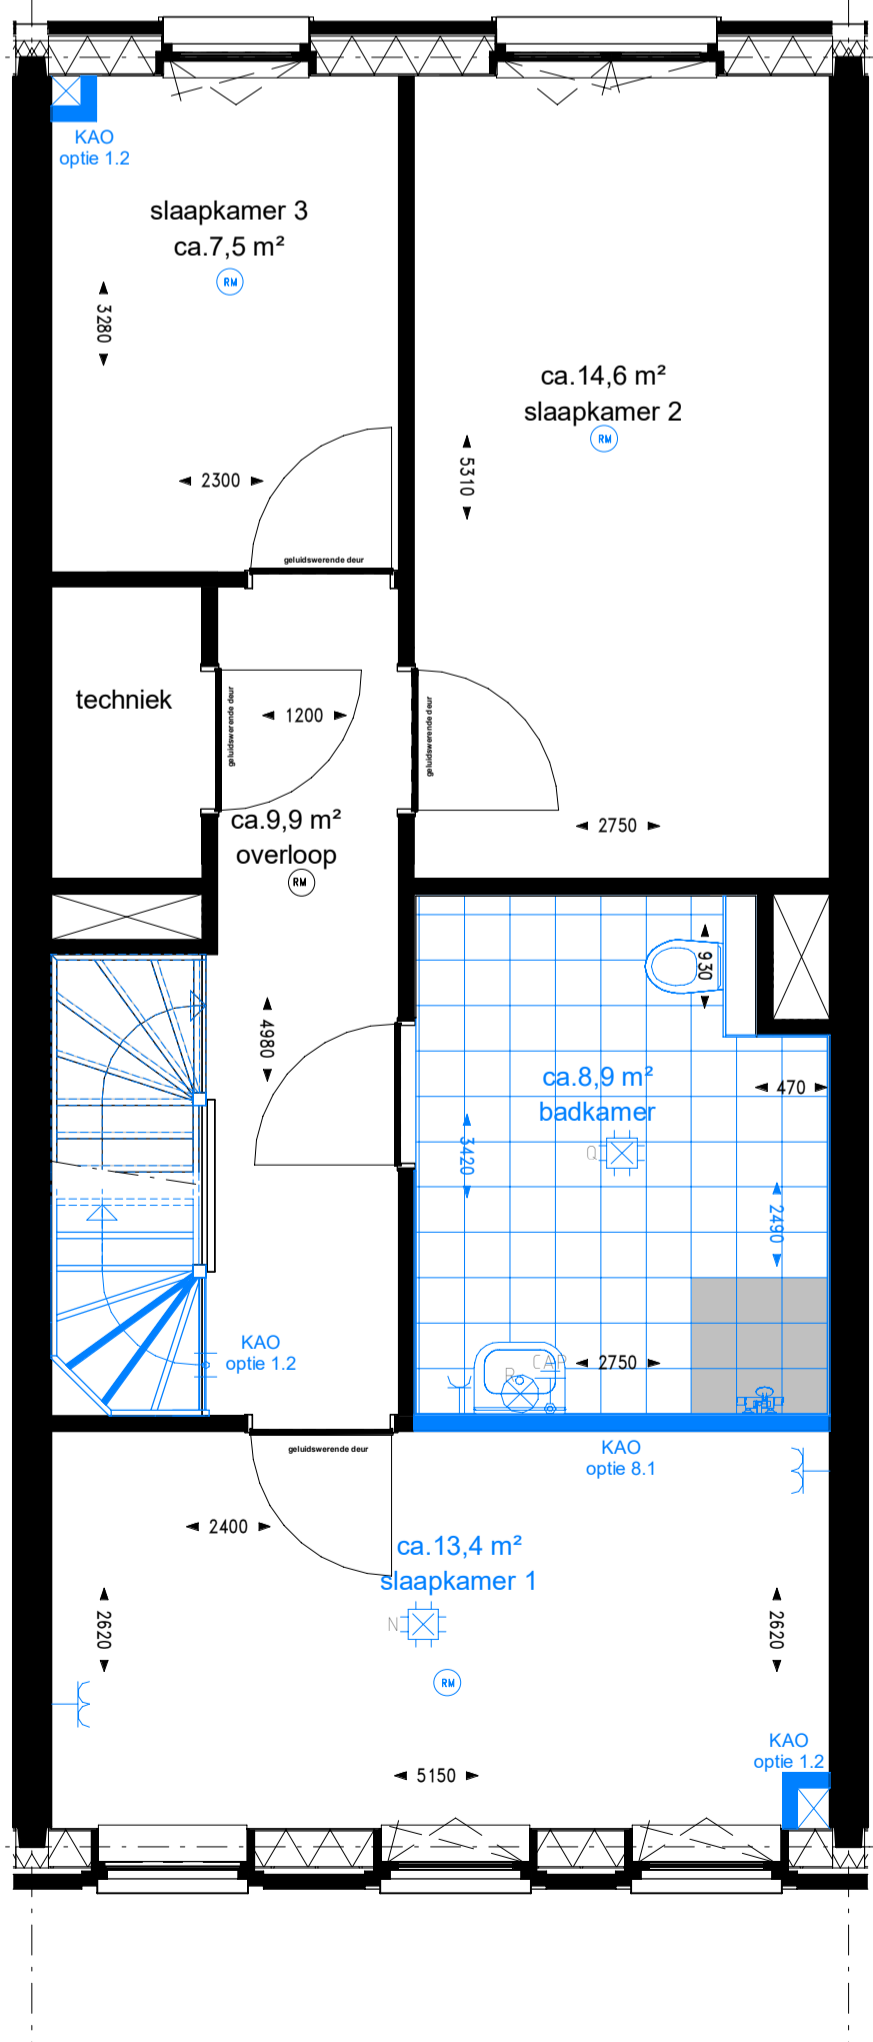 KAO
optie 1.2
slaapkamer 3
ca.7,5 m²
RM
3280
2300
geluidswerende deur
ca.14,6 m²
slaapkamer 2
RM
5310
techniek
geluidswerende deur
1200
geluidswerende deur
2750
ca.9,9 m²
overloop
RM
930
4980
470
ca.8,9 m²
badkamer
Q
3420
2490
KAO
optie 1.2
CAP
R
2750
geluidswerende deur
KAO
optie 8.1
2400
ca.13,4 m²
slaapkamer 1
N
2620
2620
RM
KAO
optie 1.2
5150